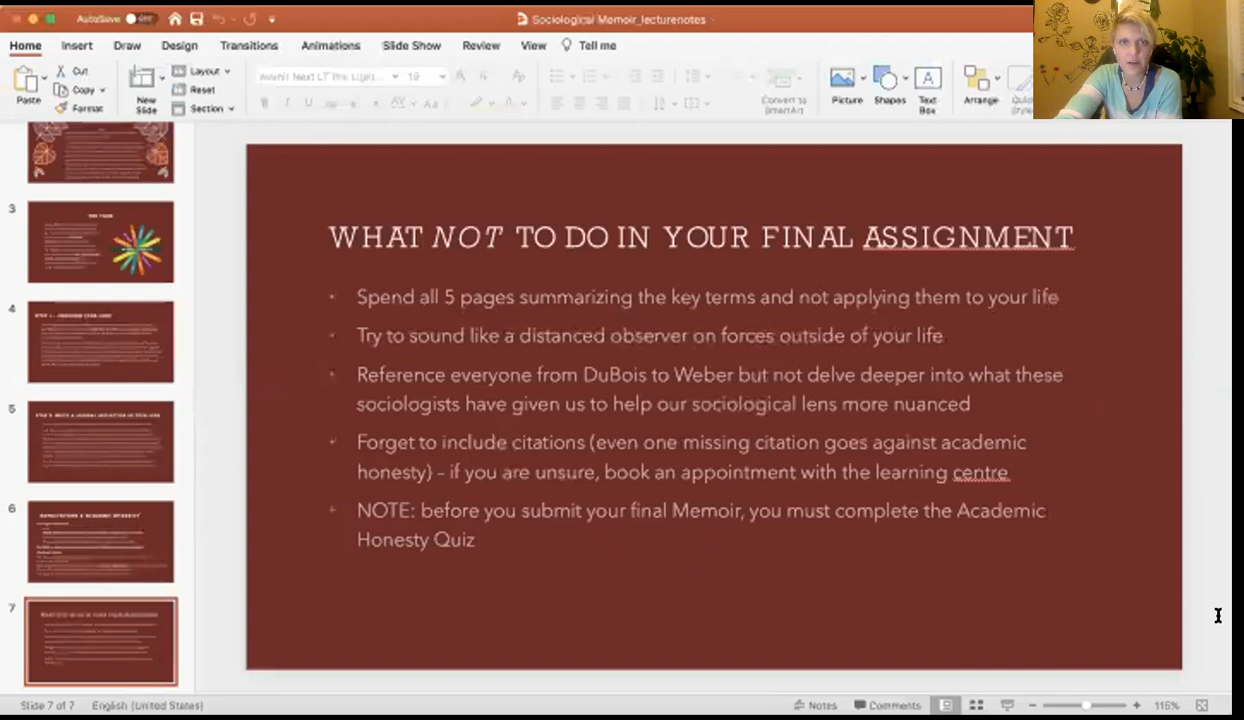 AutoSave OFF
Sociological Memoir_lecturenotes
Home Insert Draw Design Transitions Animations Slide Show Review View Tell me
Paste Cut Copy Format
New Slide Layout Reset Section
Convert to SmartArt
Picture Shapes Text Box Arrange
3
4
5
6
7
WHAT NOT TO DO IN YOUR FINAL ASSIGNMENT
Spend all 5 pages summarizing the key terms and not applying them to your life
Try to sound like a distanced observer on forces outside of your life
Reference everyone from DuBois to Weber but not delve deeper into what these
sociologists have given us to help our sociological lens more nuanced
Forget to include citations (even one missing citation goes against academic
honesty) – if you are unsure, book an appointment with the learning centre
NOTE: before you submit your final Memoir, you must complete the Academic
Honesty Quiz
Slide 7 of 7 English (United States) Notes Comments 115%